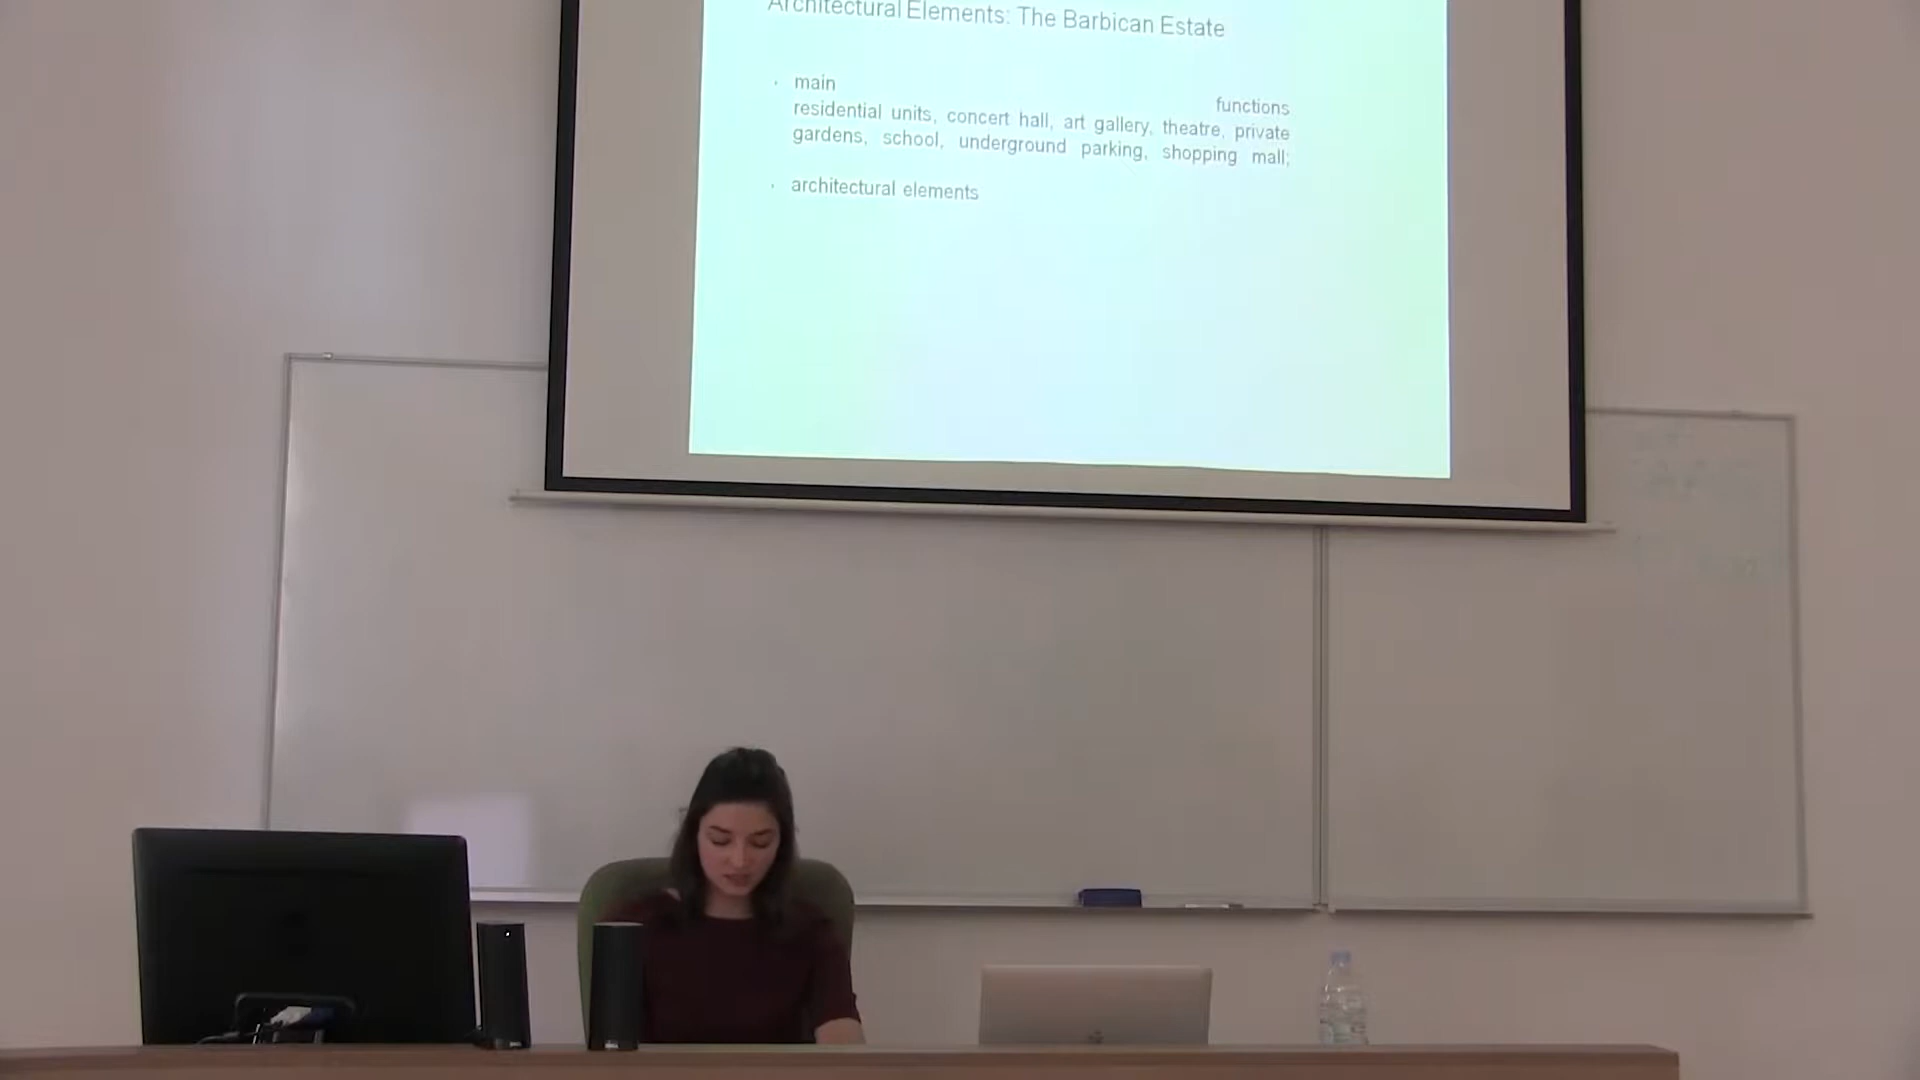 Architectural Elements: The Barbican Estate
· main functions
residential units, concert hall, art gallery, theatre, private
gardens, school, underground parking, shopping mall;
· architectural elements